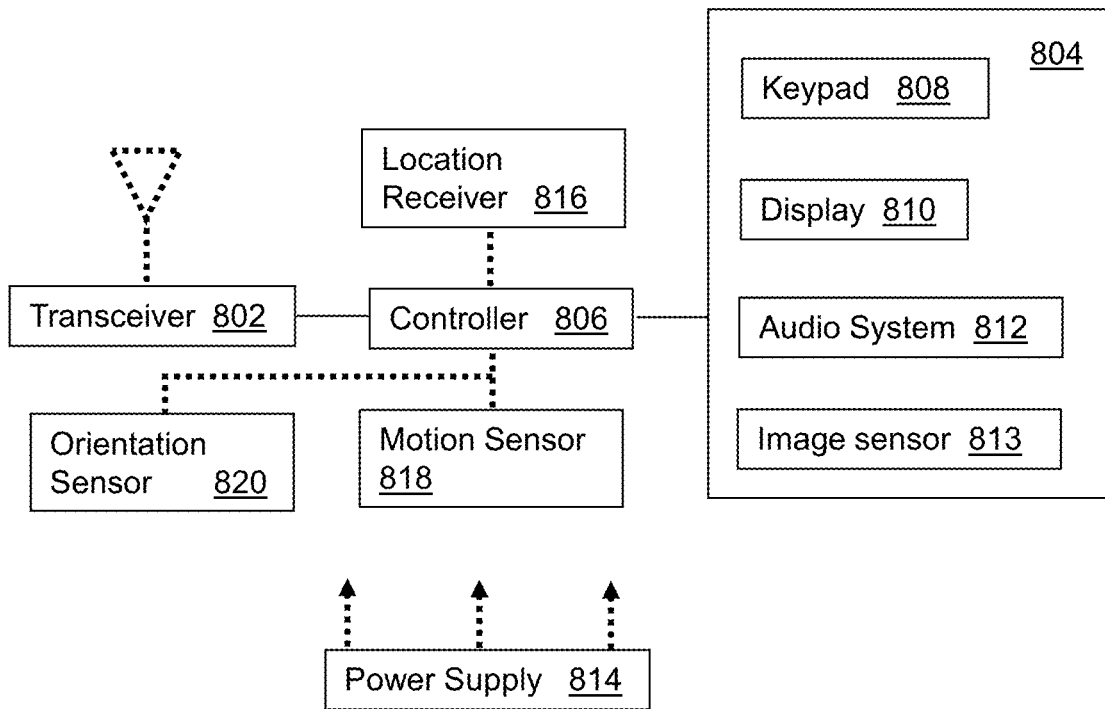 804
Keypad 808
Location
Receiver 816
Display 810
Transceiver 802
Controller 806
Audio System 812
Orientation
Sensor 820
Motion Sensor
818
Image sensor 813
Power Supply 814